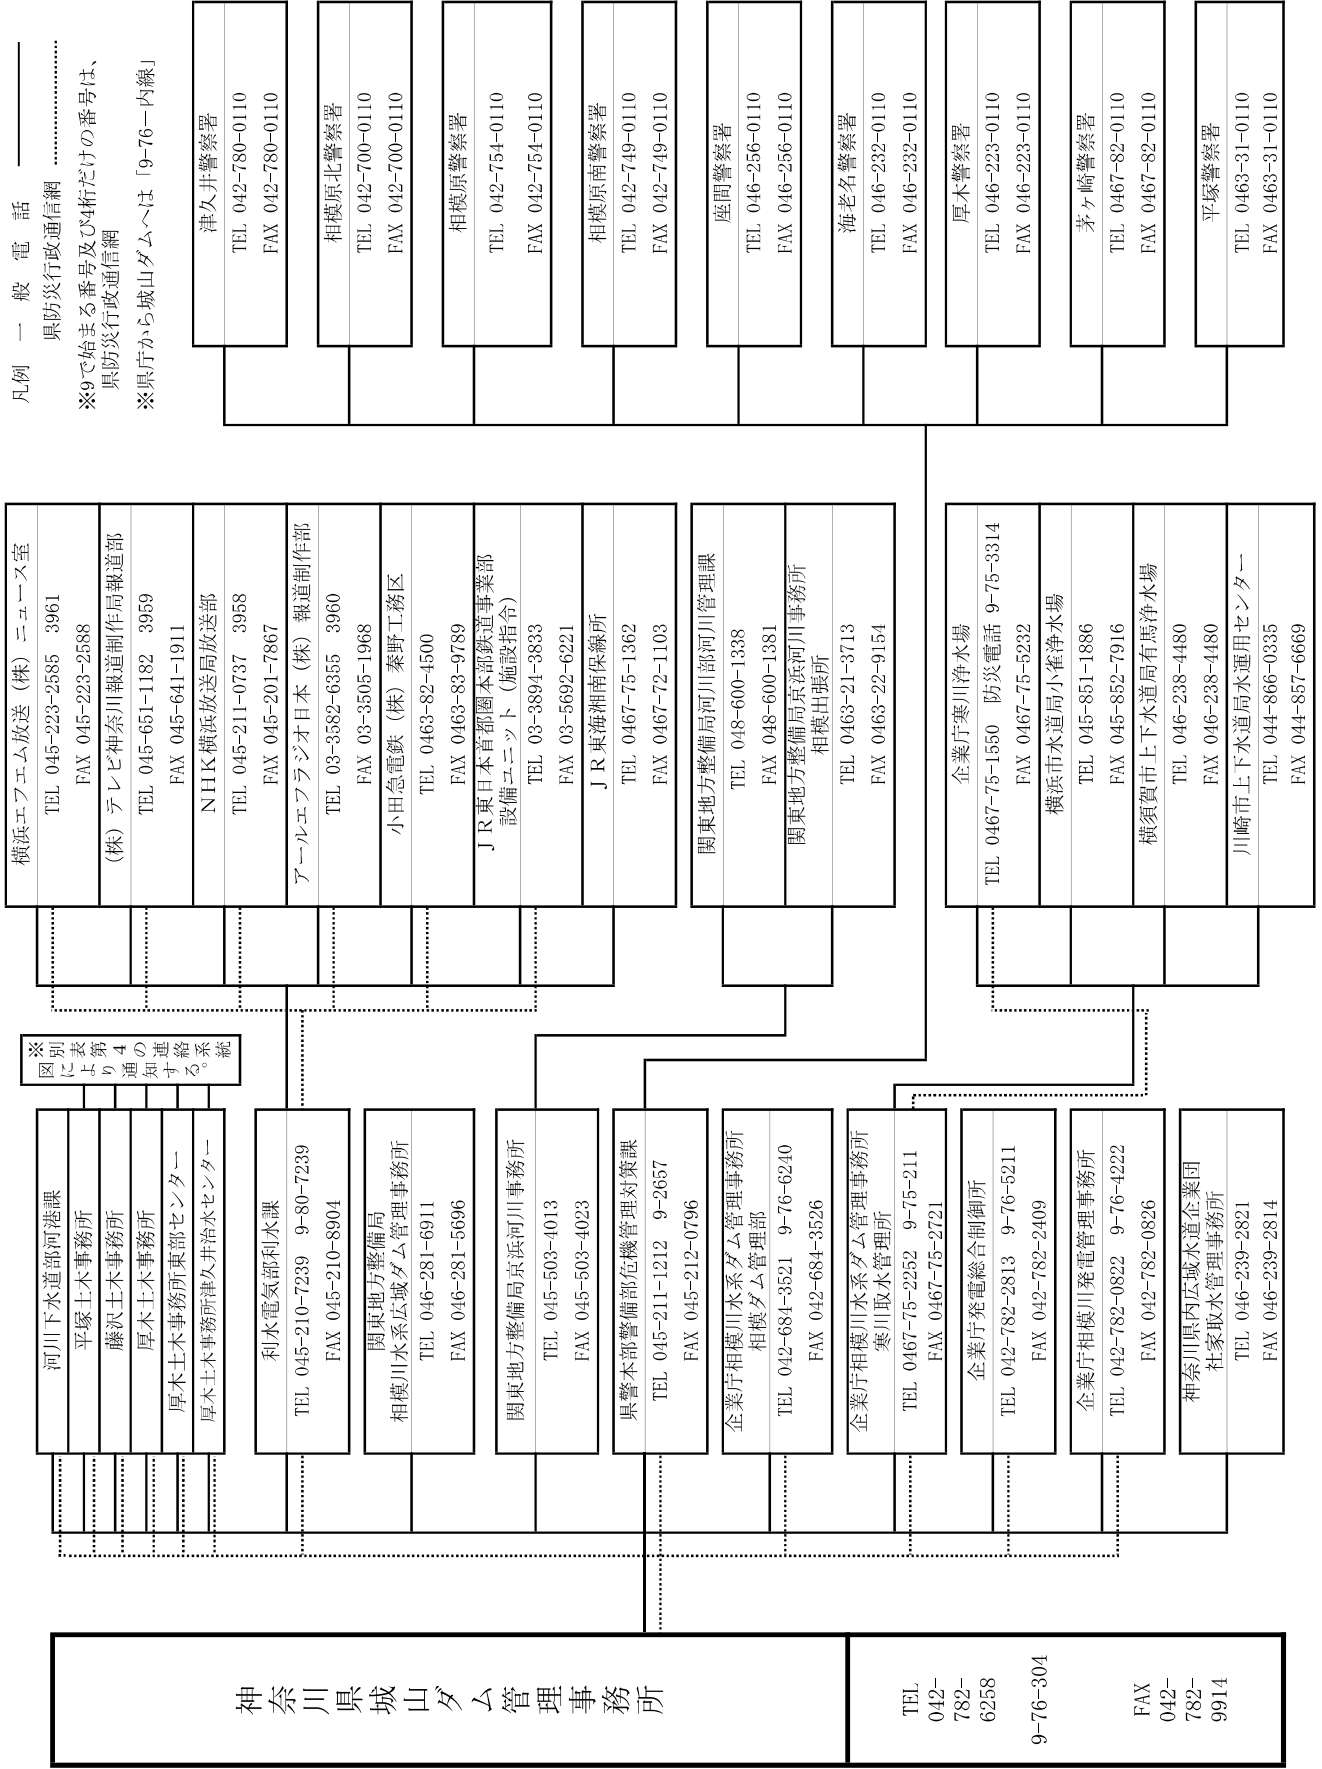 神奈川県城山ダム管理事務所
TEL
042-
782-
6258
9-76-304
FAX
042-
782-
9914
河川下水道部河港課
平塚土木事務所
藤沢土木事務所
厚木土木事務所
厚木土木事務所東部センター
厚木土木事務所津久井治水センター
※別表第4の連絡系統
図により通知する。
利水電気部利水課
TEL 045-210-7239 9-80-7239
FAX 045-210-8904
関東地方整備局
相模川水系広域ダム管理事務所
TEL 046-281-6911
FAX 046-281-5696
関東地方整備局京浜河川事務所
TEL 045-503-4013
FAX 045-503-4023
県警本部警備部危機管理対策課
TEL 045-211-1212 9-2657
FAX 045-212-0796
企業庁相模川水系ダム管理事務所
相模ダム管理部
TEL 042-684-3521 9-76-6240
FAX 042-684-3526
企業庁相模川水系ダム管理事務所
寒川取水管理所
TEL 0467-75-2252 9-75-211
FAX 0467-75-2721
企業庁発電総合制御所
TEL 042-782-2813 9-76-5211
FAX 042-782-2409
企業庁相模川発電管理事務所
TEL 042-782-0822 9-76-4222
FAX 042-782-0826
神奈川県内広域水道企業団
社家取水管理事務所
TEL 046-239-2821
FAX 046-239-2814
横浜エフエム放送（株）ニュース室
TEL 045-223-2585 3961
FAX 045-223-2588
（株）テレビ神奈川報道制作局報道部
TEL 045-651-1182 3959
FAX 045-641-1911
NHK横浜放送局放送部
TEL 045-211-0737 3958
FAX 045-201-7867
アールエフラジオ日本（株）報道制作部
TEL 03-3582-6355 3960
FAX 03-3505-1968
小田急電鉄（株）秦野工務区
TEL 0463-82-4500
FAX 0463-83-9789
ＪＲ東日本首都圏本部鉄道事業部
設備ユニット（施設指令）
TEL 03-3894-3833
FAX 03-5692-6221
ＪＲ東海湘南保線所
TEL 0467-75-1362
FAX 0467-72-1103
関東地方整備局河川部河川管理課
TEL 048-600-1338
FAX 048-600-1381
関東地方整備局京浜河川事務所
相模出張所
TEL 0463-21-3713
FAX 0463-22-9154
企業庁寒川浄水場
TEL 0467-75-1550 防災電話 9-75-3314
FAX 0467-75-5232
横浜市水道局小雀浄水場
TEL 045-851-1886
FAX 045-852-7916
横須賀市上下水道局有馬浄水場
TEL 046-238-4480
FAX 046-238-4480
川崎市上下水道局水運用センター
TEL 044-866-0335
FAX 044-857-6669
凡例 一般電話
県防災行政通信網
※9で始まる番号及び4桁だけの番号は、
県防災行政通信網
※県庁から城山ダムへは「9-76－内線」
津久井警察署
TEL 042-780-0110
FAX 042-780-0110
相模原北警察署
TEL 042-700-0110
FAX 042-700-0110
相模原警察署
TEL 042-754-0110
FAX 042-754-0110
相模原南警察署
TEL 042-749-0110
FAX 042-749-0110
座間警察署
TEL 046-256-0110
FAX 046-256-0110
海老名警察署
TEL 046-232-0110
FAX 046-232-0110
厚木警察署
TEL 046-223-0110
FAX 046-223-0110
茅ヶ崎警察署
TEL 0467-82-0110
FAX 0467-82-0110
平塚警察署
TEL 0463-31-0110
FAX 0463-31-0110